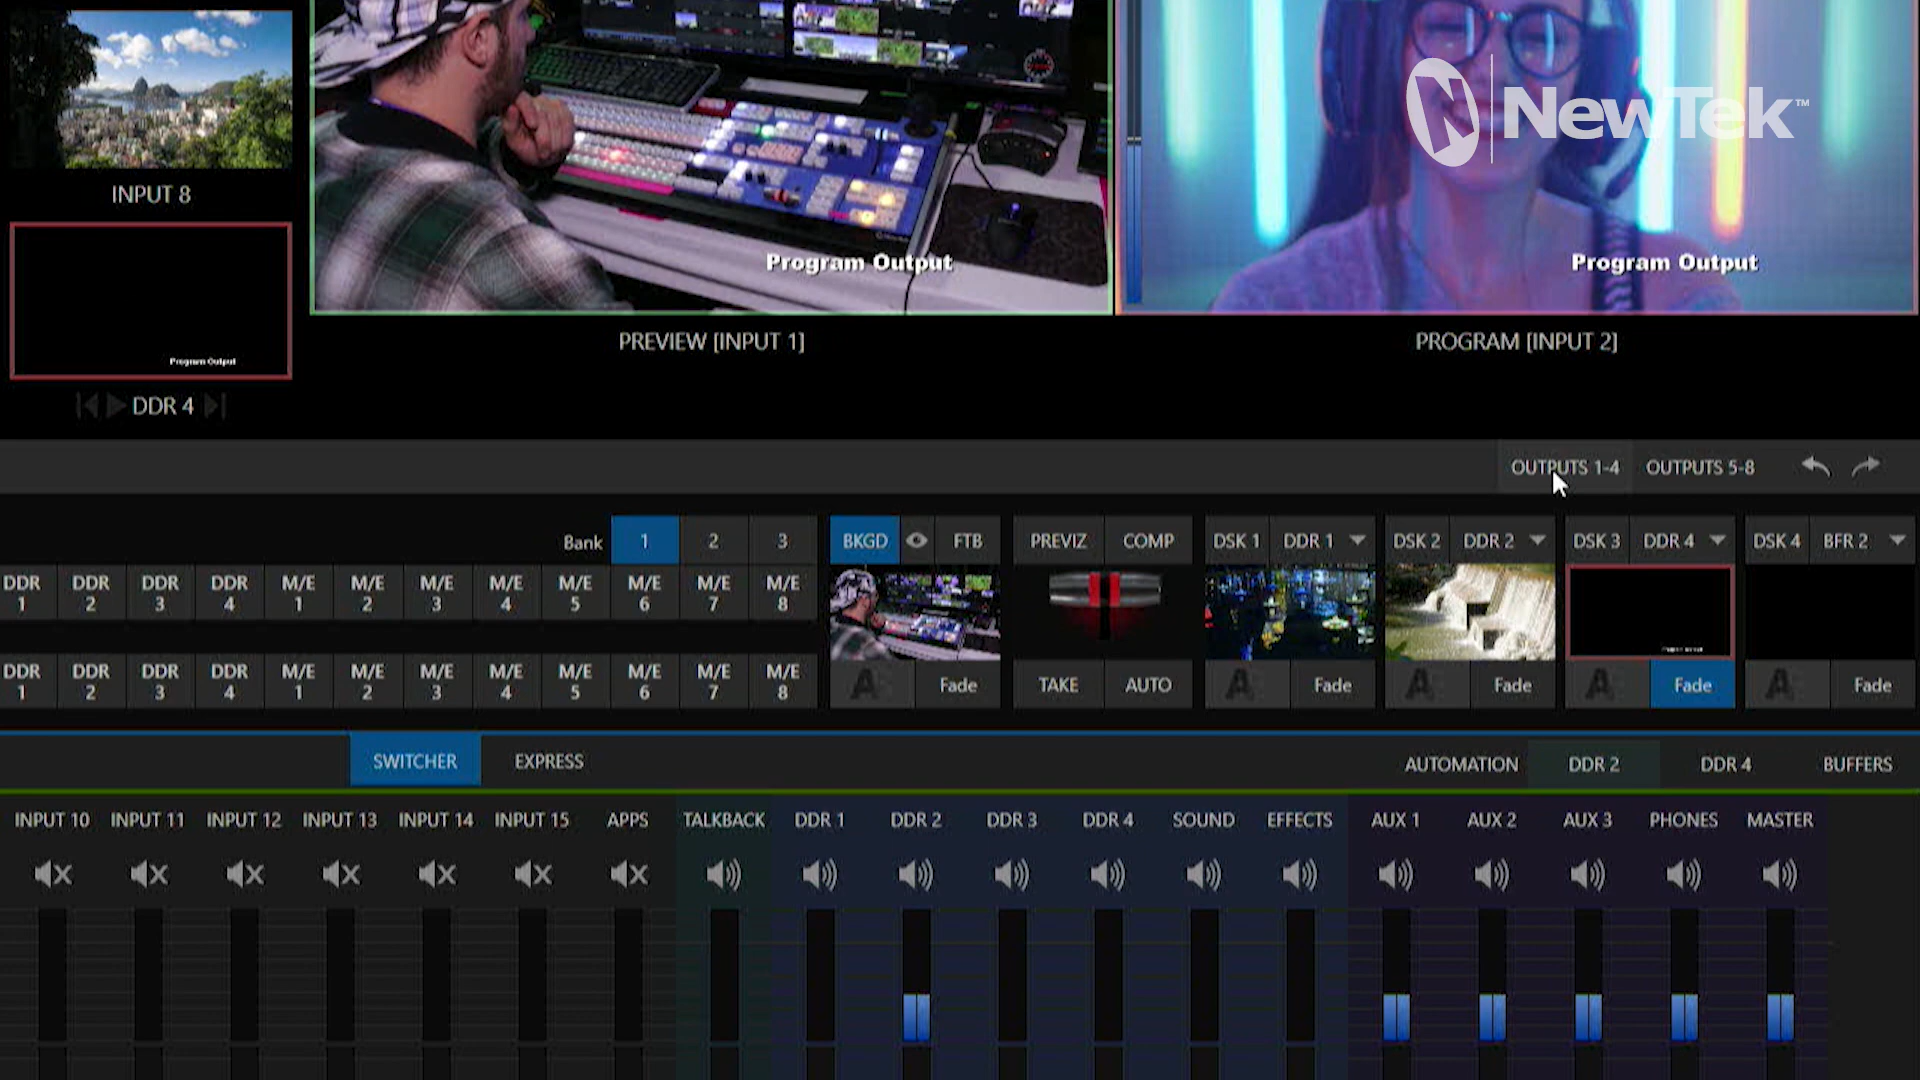 N NewTek™
Program Output
Program Output
INPUT 8
PREVIEW [INPUT 1]
PROGRAM [INPUT 2]
Program Output
DDR 4
OUTPUTS 1-4 OUTPUTS 5-8
Bank 1 2 3 BKGD FTB PREVIZ COMP DSK 1 DDR 1 DSK 2 DDR 2 DSK 3 DDR 4 DSK 4 BFR 2
DDR 1 DDR 2 DDR 3 DDR 4 M/E 1 M/E 2 M/E 3 M/E 4 M/E 5 M/E 6 M/E 7 M/E 8
DDR 1 DDR 2 DDR 3 DDR 4 M/E 1 M/E 2 M/E 3 M/E 4 M/E 5 M/E 6 M/E 7 M/E 8
Fade TAKE AUTO Fade Fade Fade Fade
SWITCHER EXPRESS AUTOMATION DDR 2 DDR 4 BUFFERS
INPUT 10 INPUT 11 INPUT 12 INPUT 13 INPUT 14 INPUT 15 APPS TALKBACK DDR 1 DDR 2 DDR 3 DDR 4 SOUND EFFECTS AUX 1 AUX 2 AUX 3 PHONES MASTER